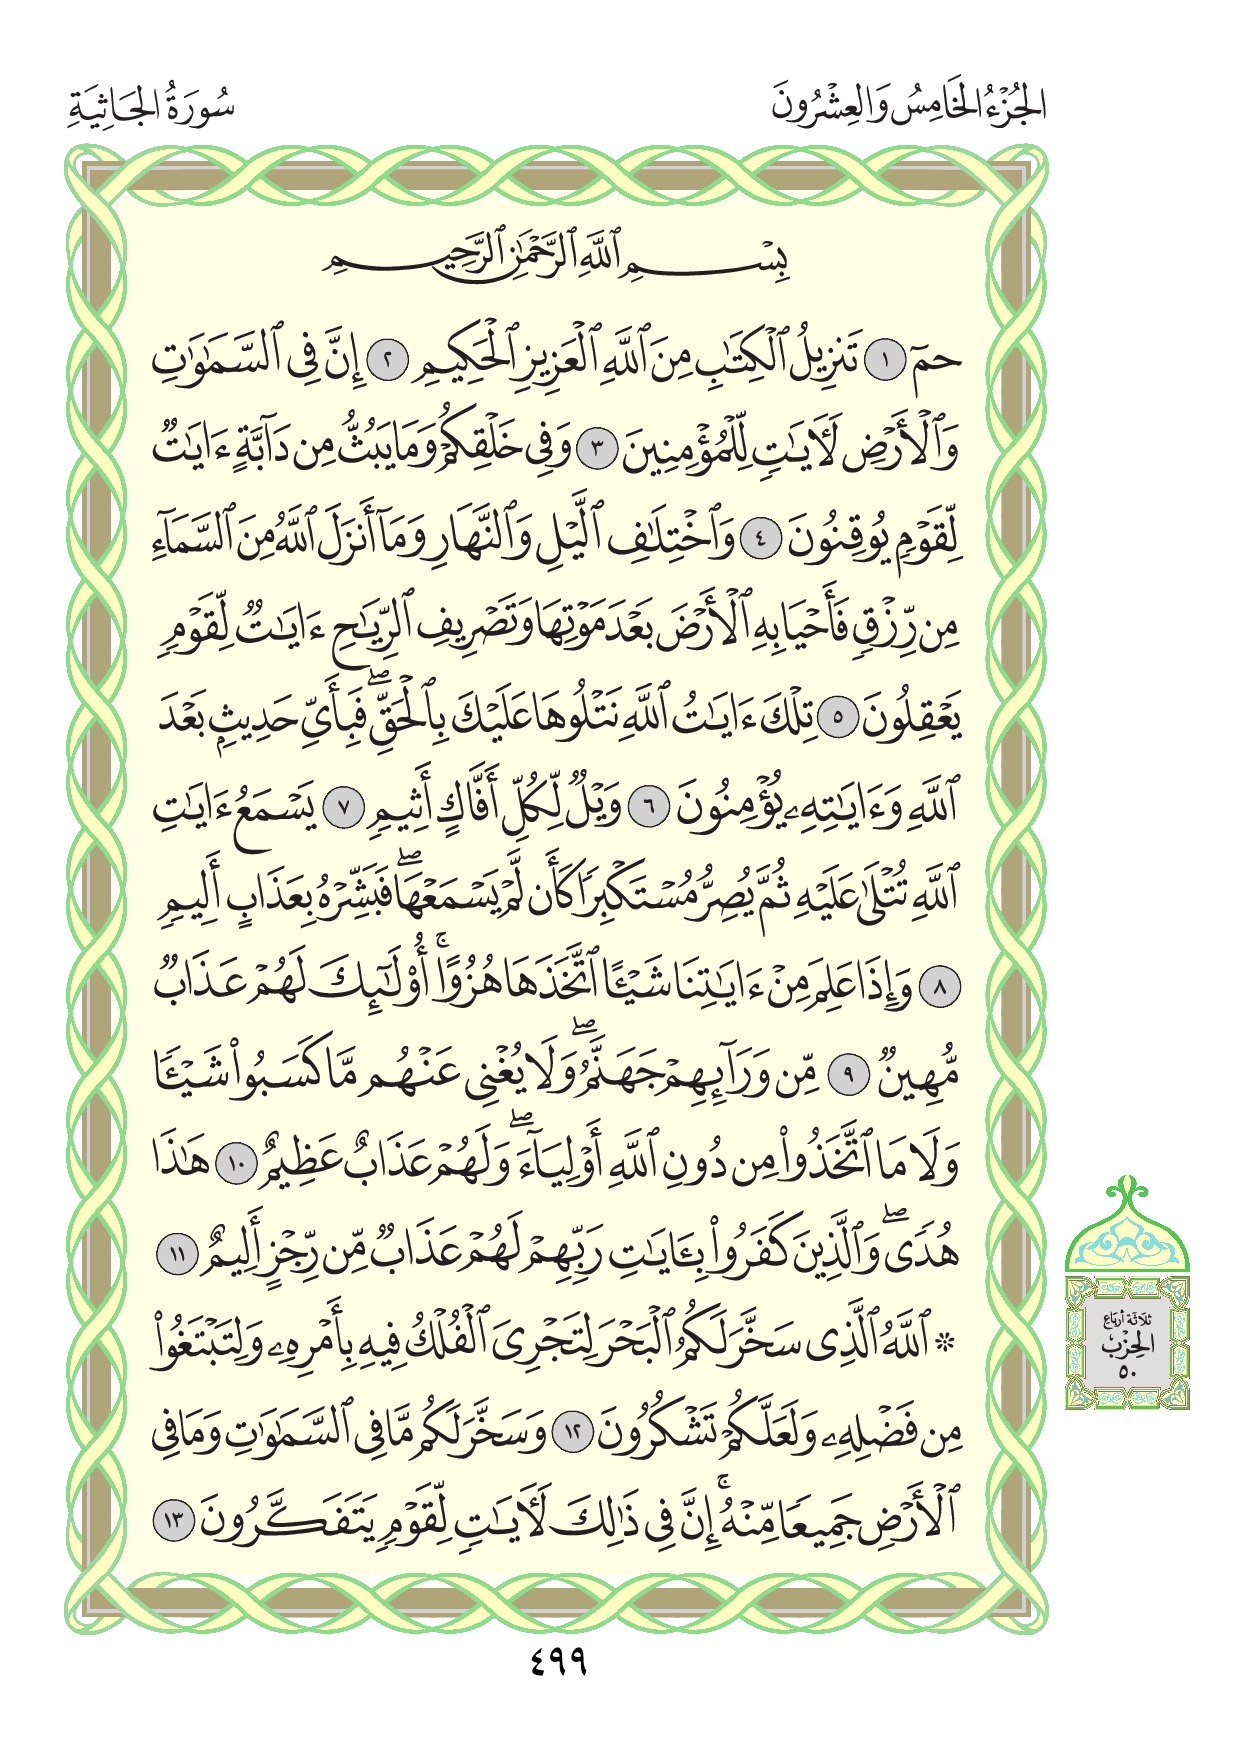 الجُزْءُ الخَامِسُ وَالعِشْرُونَ
سُورَةُ الجَاثِيَةِ
بِسْمِ ٱللَّهِ ٱلرَّحْمَٰنِ ٱلرَّحِيمِ
حمٓ ١ تَنزِيلُ ٱلْكِتَٰبِ مِنَ ٱللَّهِ ٱلْعَزِيزِ ٱلْحَكِيمِ ٢ إِنَّ فِى ٱلسَّمَٰوَٰتِ
وَٱلْأَرْضِ لَءَايَٰتٍ لِّلْمُؤْمِنِينَ ٣ وَفِى خَلْقِكُمْ وَمَا يَبُثُّ مِن دَآبَّةٍ ءَايَٰتٌ
لِّقَوْمٍ يُوقِنُونَ ٤ وَٱخْتِلَٰفِ ٱلَّيْلِ وَٱلنَّهَارِ وَمَآ أَنزَلَ ٱللَّهُ مِنَ ٱلسَّمَآءِ
مِن رِّزْقٍ فَأَحْيَا بِهِ ٱلْأَرْضَ بَعْدَ مَوْتِهَا وَتَصْرِيفِ ٱلرِّيَٰحِ ءَايَٰتٌ لِّقَوْمٍ
يَعْقِلُونَ ٥ تِلْكَ ءَايَٰتُ ٱللَّهِ نَتْلُوهَا عَلَيْكَ بِٱلْحَقِّ ۖ فَبِأَىِّ حَدِيثٍۭ بَعْدَ
ٱللَّهِ وَءَايَٰتِهِۦ يُؤْمِنُونَ ٦ وَيْلٌ لِّكُلِّ أَفَّاكٍ أَثِيمٍ ٧ يَسْمَعُ ءَايَٰتِ
ٱللَّهِ تُتْلَىٰ عَلَيْهِ ثُمَّ يُصِرُّ مُسْتَكْبِرًا كَأَن لَّمْ يَسْمَعْهَا ۖ فَبَشِّرْهُ بِعَذَابٍ أَلِيمٍ
٨ وَإِذَا عَلِمَ مِنْ ءَايَٰتِنَا شَيْـًٔا ٱتَّخَذَهَا هُزُوًا ۚ أُو۟لَٰٓئِكَ لَهُمْ عَذَابٌ
مُّهِينٌ ٩ مِّن وَرَآئِهِمْ جَهَنَّمُ ۖ وَلَا يُغْنِى عَنْهُم مَّا كَسَبُوا۟ شَيْـًٔا
وَلَا مَا ٱتَّخَذُوا۟ مِن دُونِ ٱللَّهِ أَوْلِيَآءَ ۖ وَلَهُمْ عَذَابٌ عَظِيمٌ ١٠ هَٰذَا
هُدًى ۖ وَٱلَّذِينَ كَفَرُوا۟ بِـَٔايَٰتِ رَبِّهِمْ لَهُمْ عَذَابٌ مِّن رِّجْزٍ أَلِيمٌ ١١
۞ ٱللَّهُ ٱلَّذِى سَخَّرَ لَكُمُ ٱلْبَحْرَ لِتَجْرِىَ ٱلْفُلْكُ فِيهِ بِأَمْرِهِۦ وَلِتَبْتَغُوا۟
مِن فَضْلِهِۦ وَلَعَلَّكُمْ تَشْكُرُونَ ١٢ وَسَخَّرَ لَكُم مَّا فِى ٱلسَّمَٰوَٰتِ وَمَا فِى
ٱلْأَرْضِ جَمِيعًا مِّنْهُ ۚ إِنَّ فِى ذَٰلِكَ لَءَايَٰتٍ لِّقَوْمٍ يَتَفَكَّرُونَ ١٣
ثلاثة أرباع
الحِزْب
٥٠
٤٩٩